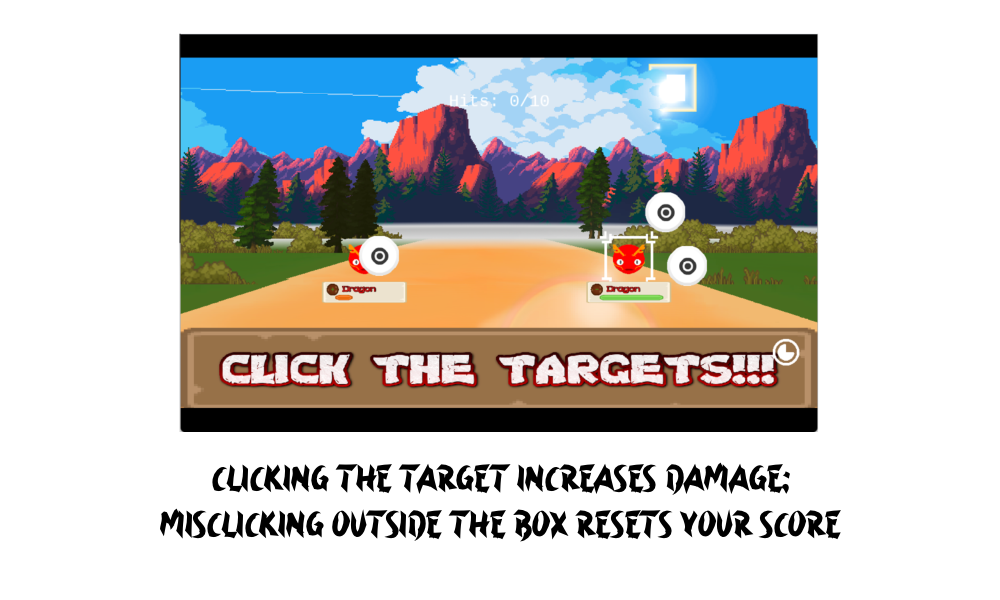 Hits: 0/10
Dragon
Dragon
CLICK THE TARGETS!!!
CLICKING THE TARGET INCREASES DAMAGE;
MISCLICKING OUTSIDE THE BOX RESETS YOUR SCORE